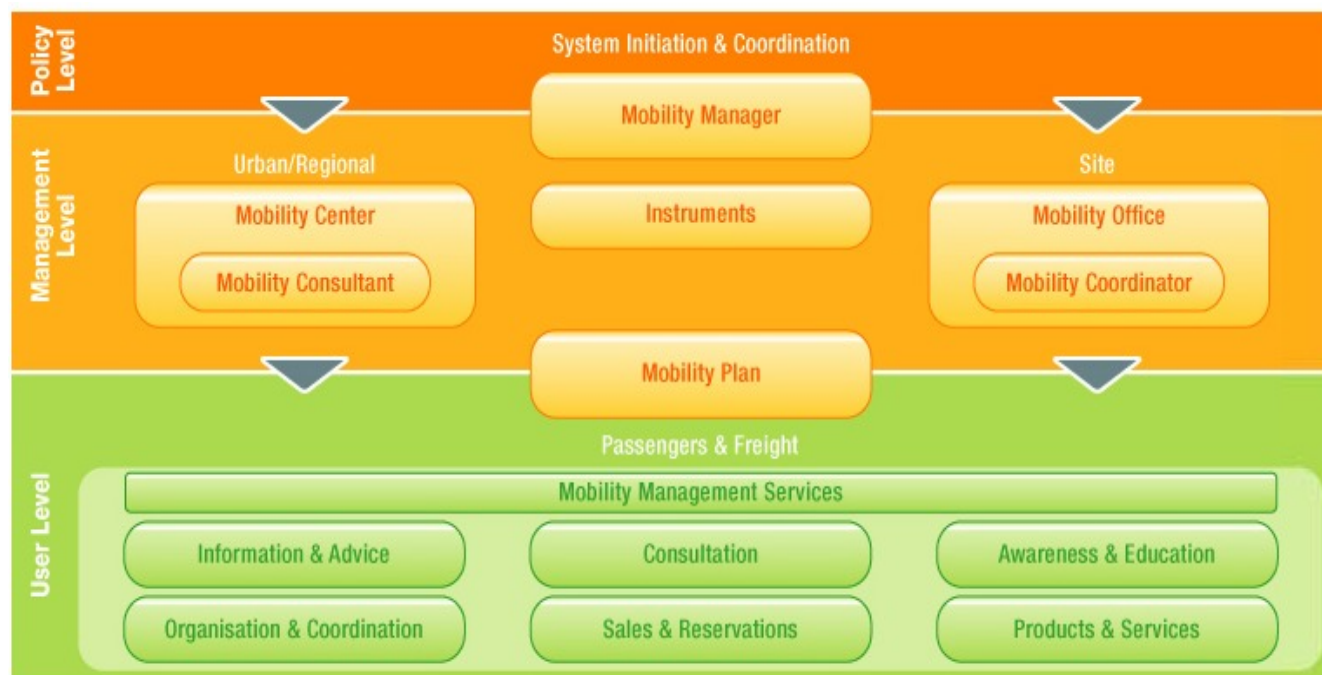 Policy
Level
System Initiation & Coordination
Mobility Manager
Management
Level
Urban/Regional
Site
Mobility Center
Instruments
Mobility Office
Mobility Consultant
Mobility Coordinator
Mobility Plan
User Level
Passengers & Freight
Mobility Management Services
Information & Advice
Consultation
Awareness & Education
Organisation & Coordination
Sales & Reservations
Products & Services